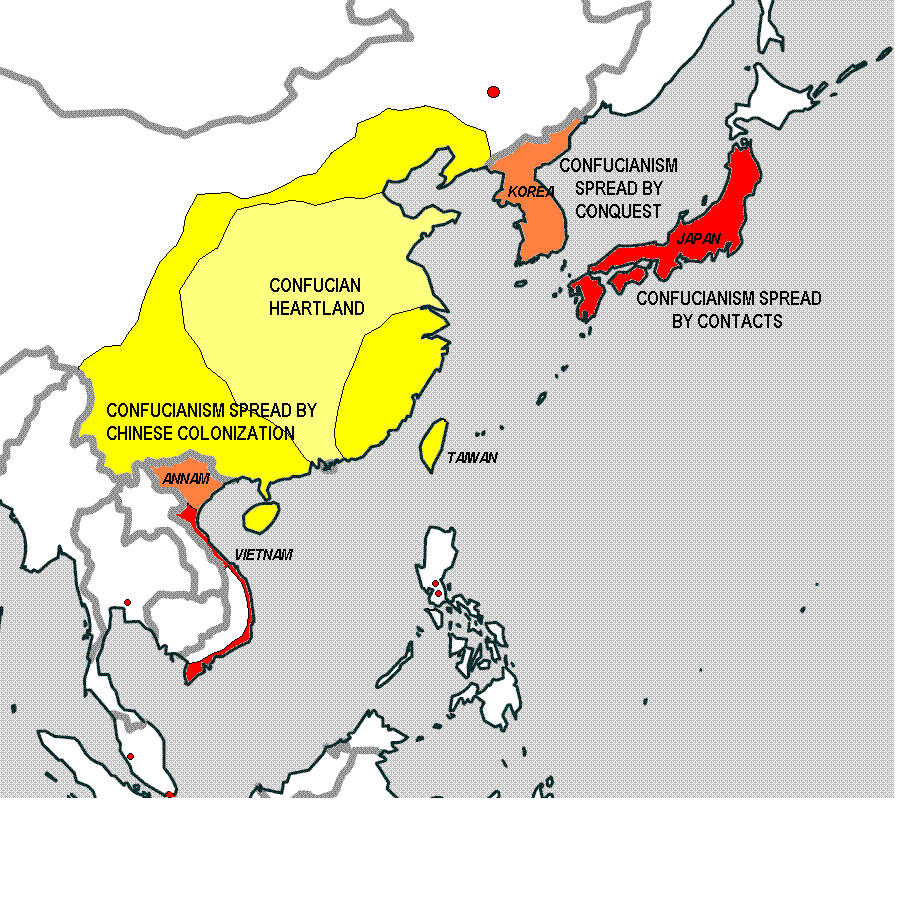 CONFUCIANISM
SPREAD BY
CONQUEST
KOREA
JAPAN
CONFUCIAN
HEARTLAND
CONFUCIANISM SPREAD
BY CONTACTS
CONFUCIANISM SPREAD BY
CHINESE COLONIZATION
TAIWAN
ANNAM
VIETNAM